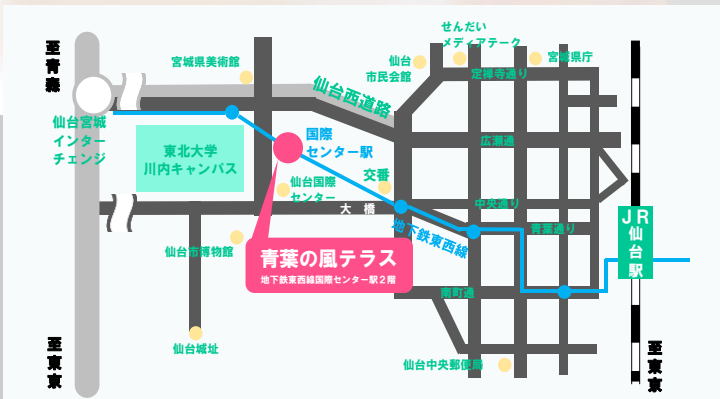 至青森
せんだい
メディアテーク
宮城県美術館
仙台
市民会館
宮城県庁
定禅寺通り
仙台西道路
仙台宮城
インター
チェンジ
東北大学
川内キャンパス
国際
センター駅
広瀬通
交番
仙台国際
センター
大橋
中央通り
地下鉄東西線
青葉通り
JR仙台駅
仙台市博物館
青葉の風テラス
地下鉄東西線国際センター駅2階
南町通
仙台城址
仙台中央郵便局
至東東
至東東